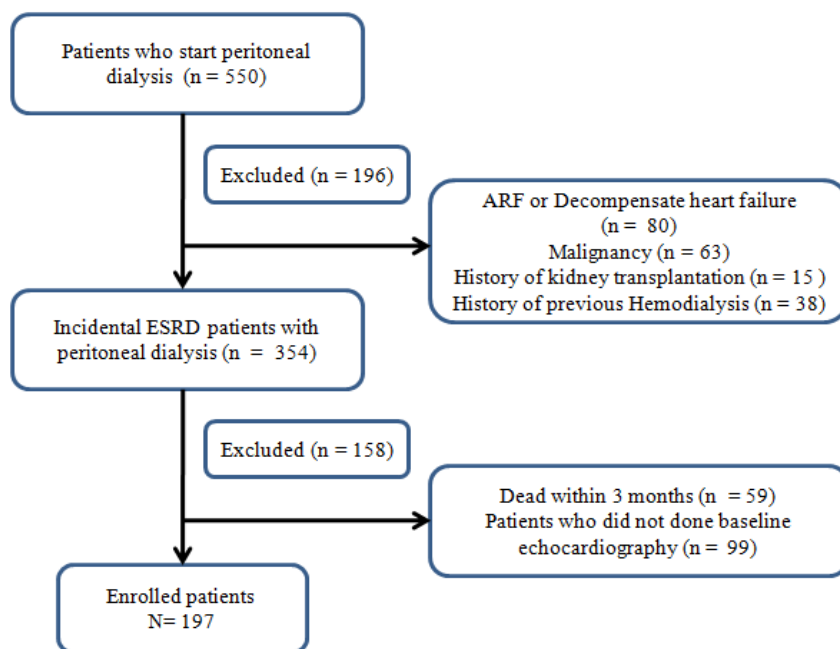 Patients who start peritoneal
dialysis (n = 550)
Excluded (n = 196)
ARF or Decompensate heart failure
(n = 80)
Malignancy (n = 63)
History of kidney transplantation (n = 15 )
History of previous Hemodialysis (n = 38)
Incidental ESRD patients with
peritoneal dialysis (n = 354)
Excluded (n = 158)
Dead within 3 months (n = 59)
Patients who did not done baseline
echocardiography (n = 99)
Enrolled patients
N= 197